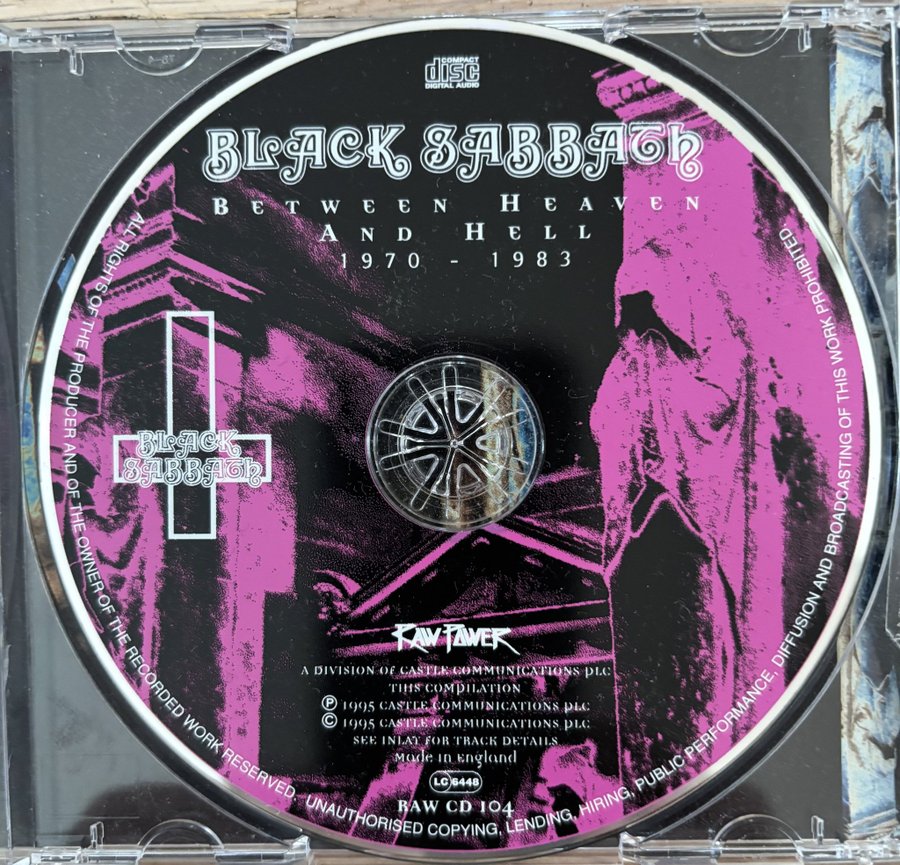 COMPACT
disc
DIGITAL AUDIO
BLACK SABBATH
BETWEEN HEAVEN
AND HELL
1970 - 1983
BLACK
SABBATH
RAW POWER
A DIVISION OF CASTLE COMMUNICATIONS PLC
THIS COMPILATION
Ⓟ 1995 CASTLE COMMUNICATIONS PLC
© 1995 CASTLE COMMUNICATIONS PLC
SEE INLAY FOR TRACK DETAILS
Made in England
LC 6448
RAW CD 104
ALL RIGHTS OF THE PRODUCER AND OF THE OWNER OF THE RECORDED WORK RESERVED. UNAUTHORISED COPYING, LENDING, HIRING, PUBLIC PERFORMANCE, DIFFUSION AND BROADCASTING OF THIS WORK PROHIBITED